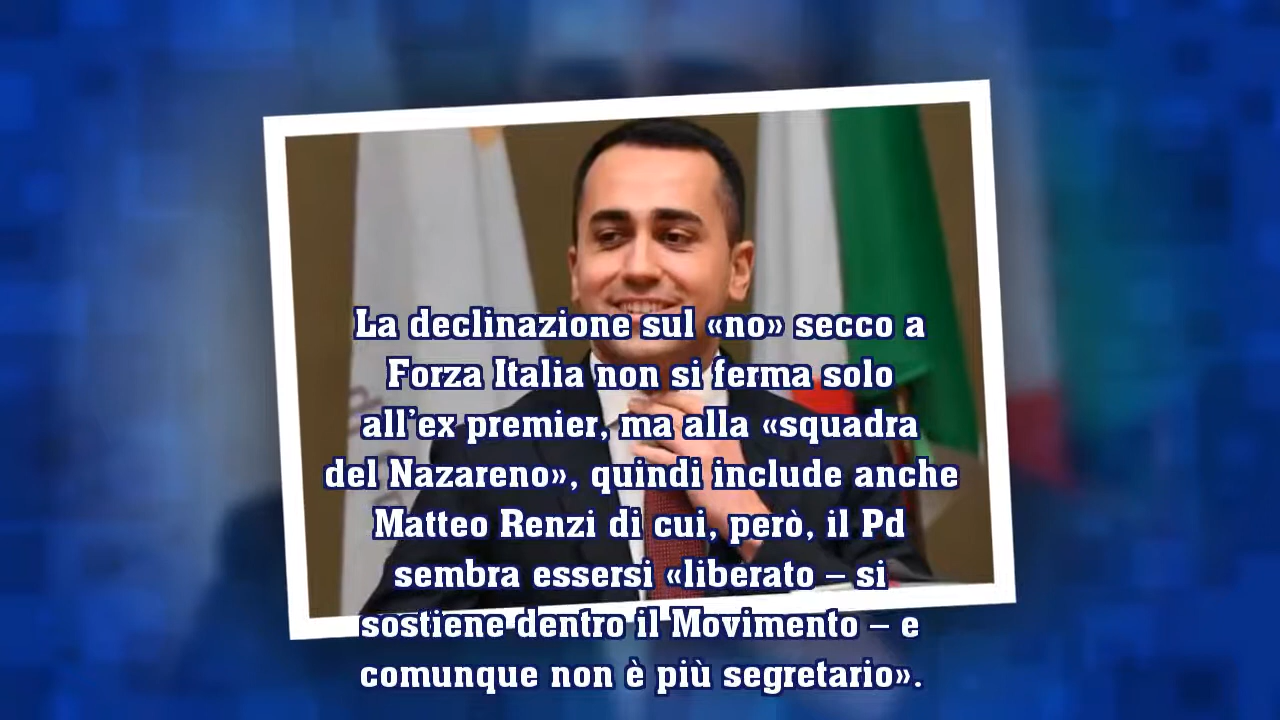 La declinazione sul «no» secco a
Forza Italia non si ferma solo
all'ex premier, ma alla «squadra
del Nazareno», quindi include anche
Matteo Renzi di cui, però, il Pd
sembra essersi «liberato – si
sostiene dentro il Movimento – e
comunque non è più segretario».